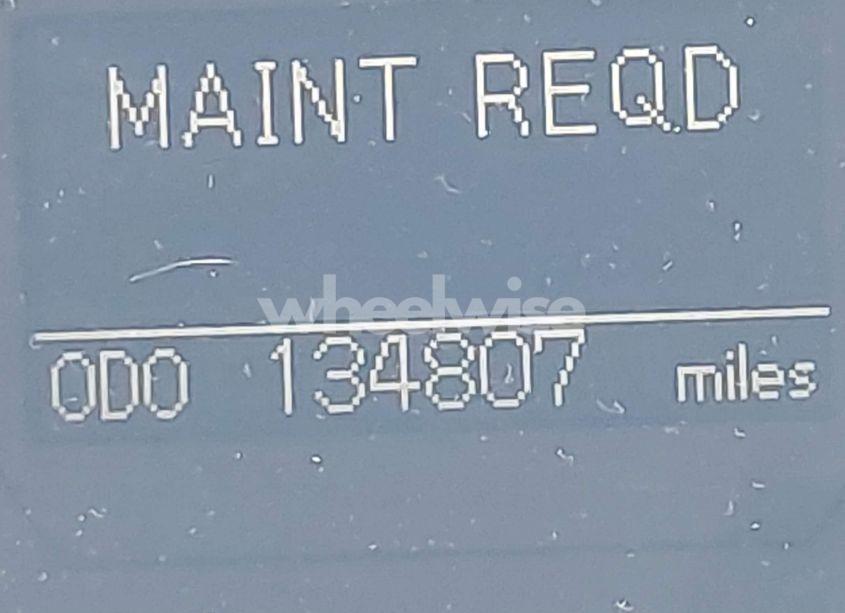 MAINT REQD
wheelwise
ODO 134807 miles